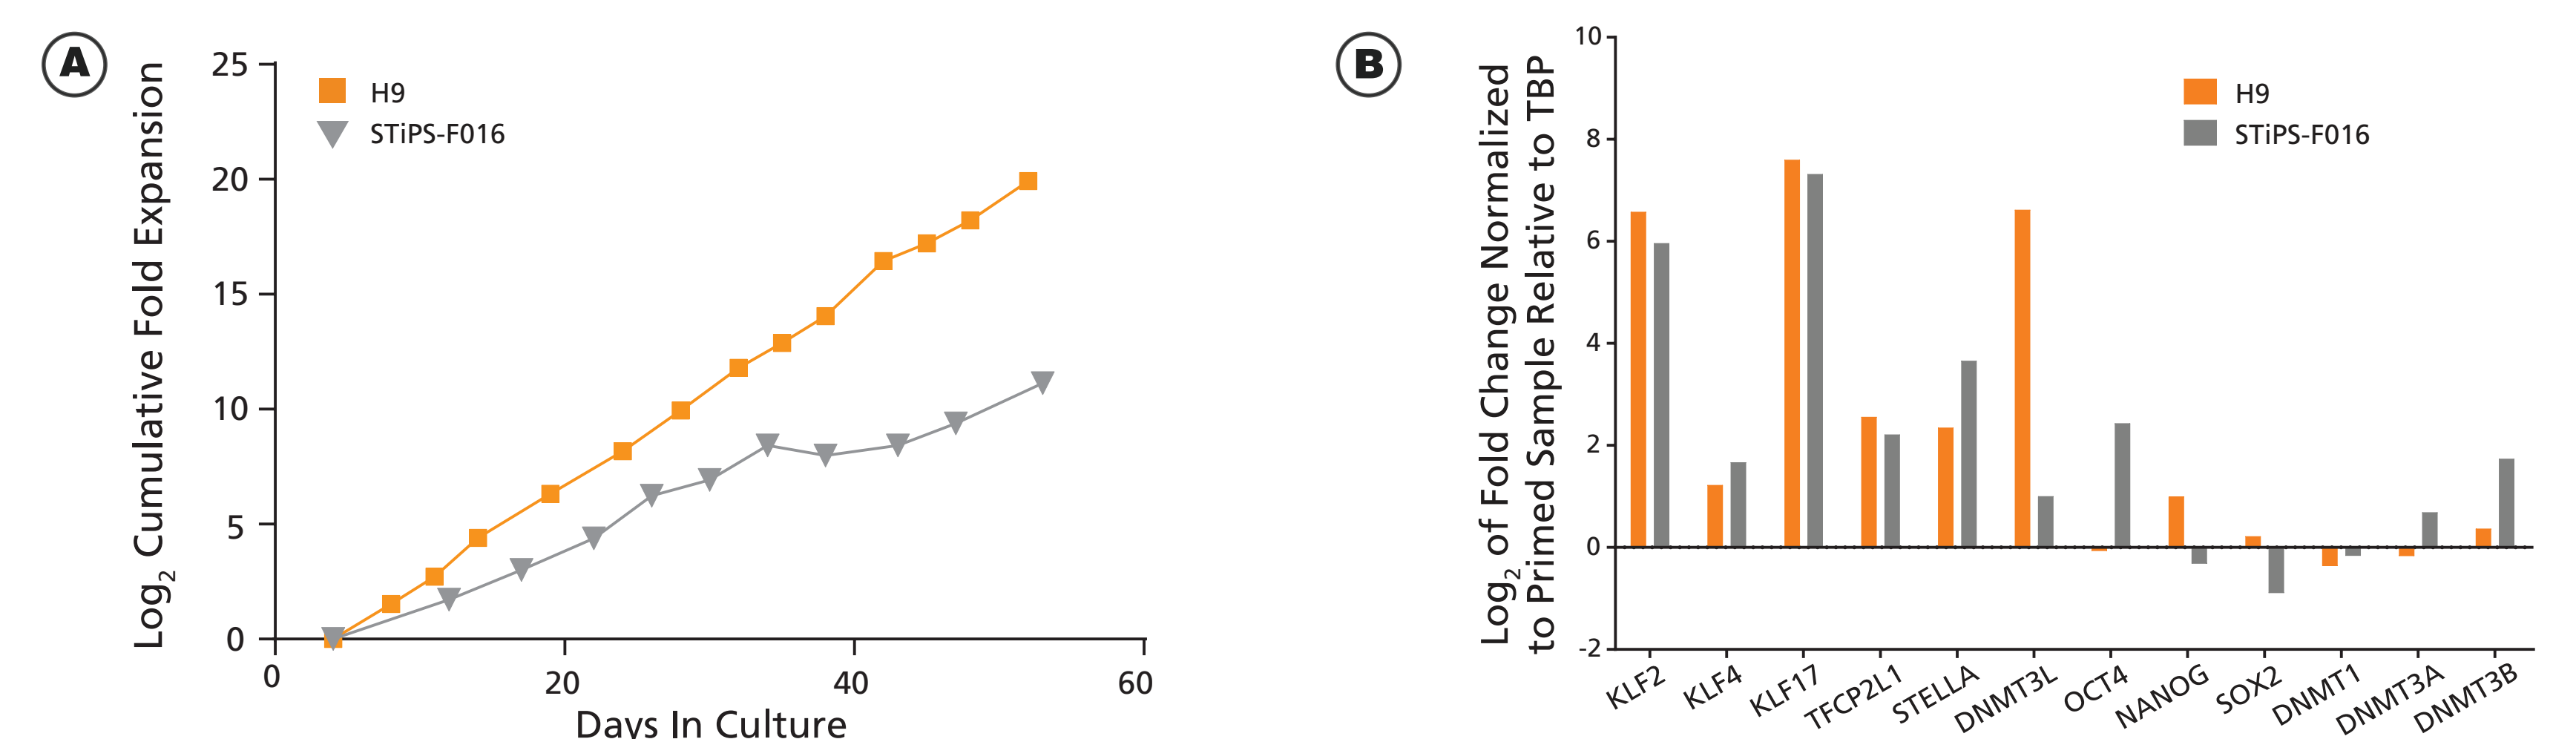 A
Log2 Cumulative Fold Expansion
25
20
15
10
5
0
H9
STiPS-F016
0
20
40
60
Days In Culture
B
Log2 of Fold Change Normalized
to Primed Sample Relative to TBP
10
8
6
4
2
0
-2
H9
STiPS-F016
KLF2
KLF4
KLF17
TFCP2L1
STELLA
DNMT3L
OCT4
NANOG
SOX2
DNMT1
DNMT3A
DNMT3B